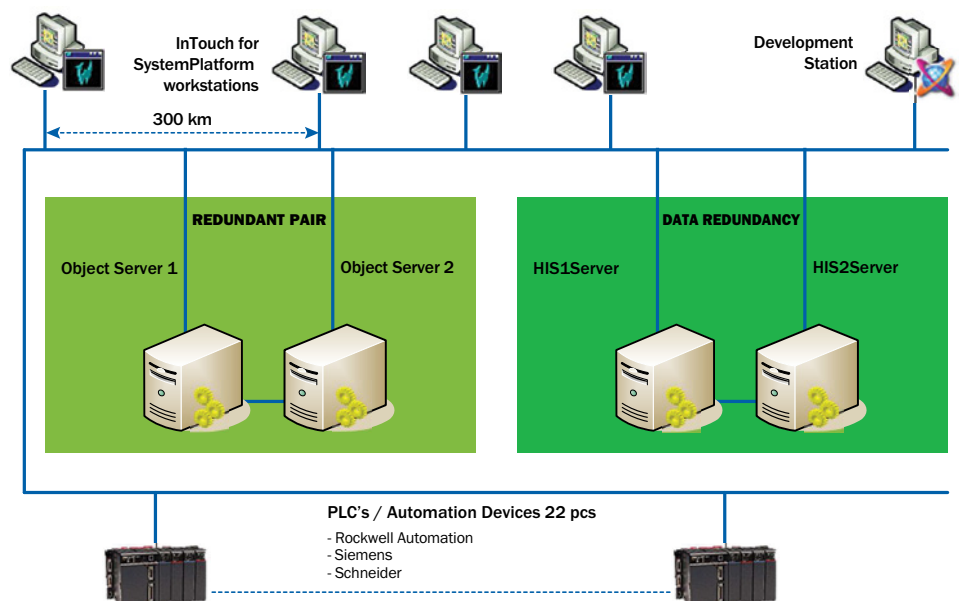 InTouch for
SystemPlatform
workstations
Development
Station
300 km
REDUNDANT PAIR
DATA REDUNDANCY
Object Server 1
Object Server 2
HIS1Server
HIS2Server
PLC's / Automation Devices 22 pcs
- Rockwell Automation
- Siemens
- Schneider